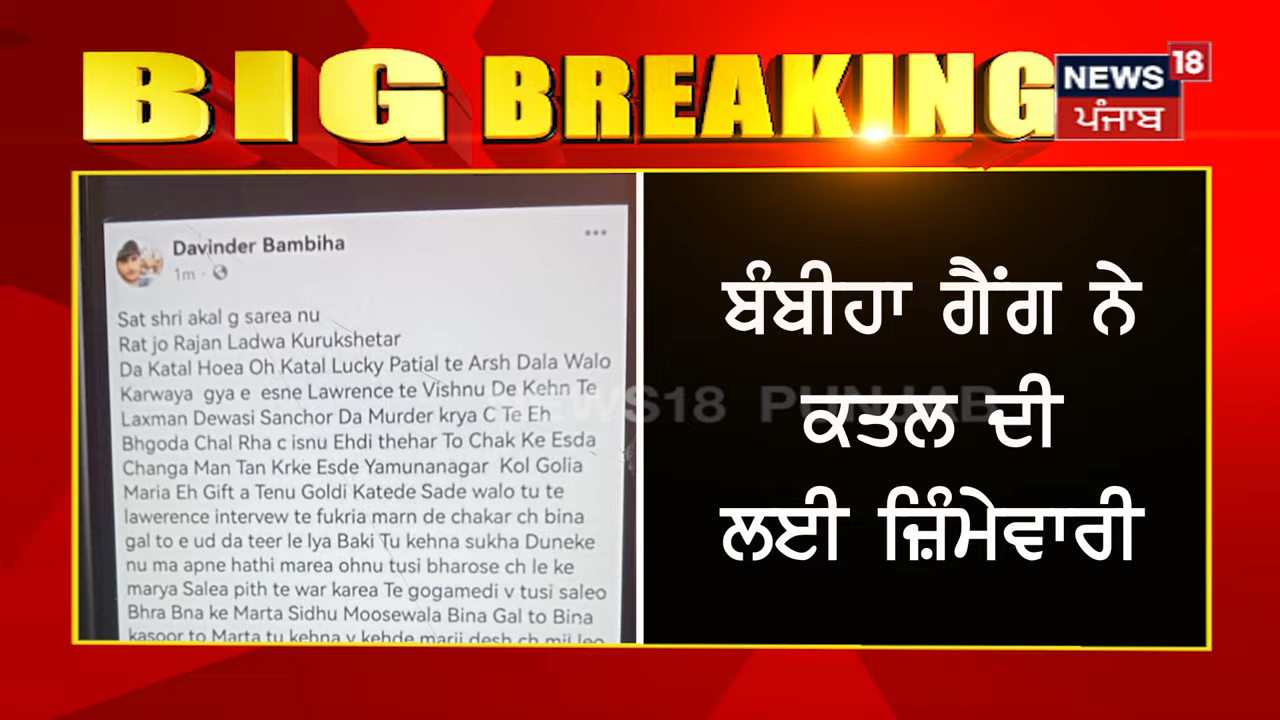 BIG BREAKING
NEWS 18
ਪੰਜਾਬ
Davinder Bambiha
1m ·
Sat shri akal g sarea nu
Rat jo Rajan Ladwa Kurukshetar
Da Katal Hoea Oh Katal Lucky Patial te Arsh Dala Walo
Karwaya gya e esne Lawrence te Vishnu De Kehn Te
Laxman Dewasi Sanchor Da Murder krya C Te Eh
Bhgoda Chal Rha c isnu Ehdi thehar To Chak Ke Esda
Changa Man Tan Krke Esde Yamunanagar Kol Golia
Maria Eh Gift a Tenu Goldi Katede Sade walo tu te
lawerence intervew te fukria marn de chakar ch bina
gal to e ud da teer le lya Baki Tu kehna sukha Duneke
nu ma apne hathi marea ohnu tusi bharose ch le ke
marya Salea pith te war karea Te gogamedi v tusi saleo
Bhra Bna ke Marta Sidhu Moosewala Bina Gal to Bina
kasoor to Marta tu kehna v kehde marji desh ch mil leo
ਬੰਬੀਹਾ ਗੈਂਗ ਨੇ
ਕਤਲ ਦੀ
ਲਈ ਜ਼ਿੰਮੇਵਾਰੀ
NEWS18 PUNJAB